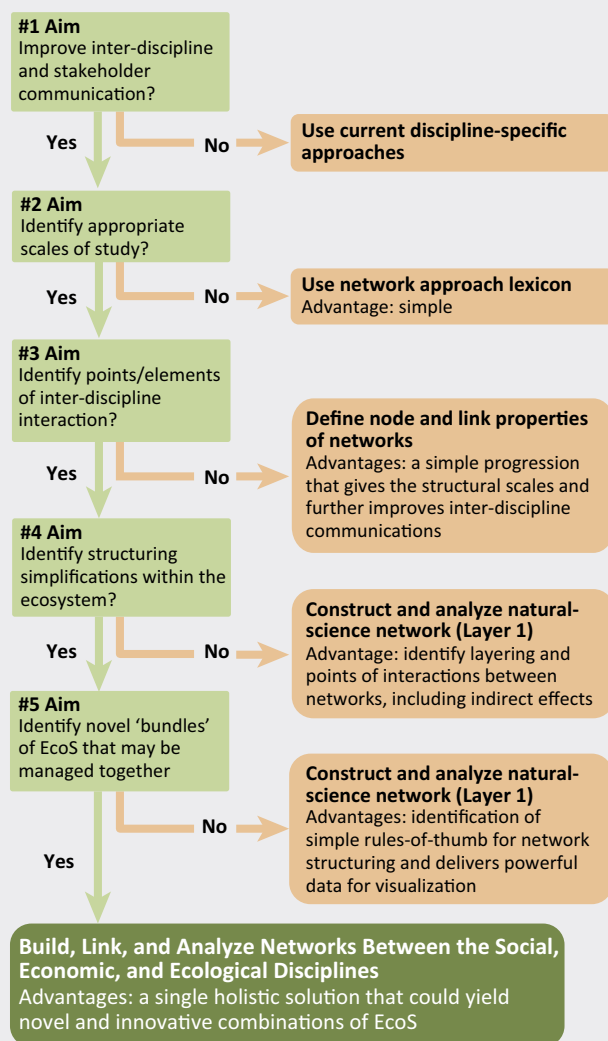 #1 Aim
Improve inter-discipline
and stakeholder
communication?
Yes
No
Use current discipline-specific
approaches
#2 Aim
Identify appropriate
scales of study?
Yes
No
Use network approach lexicon
Advantage: simple
#3 Aim
Identify points/elements
of inter-discipline
interaction?
Yes
No
Define node and link properties
of networks
Advantages: a simple progression
that gives the structural scales and
further improves inter-discipline
communications
#4 Aim
Identify structuring
simplifications within the
ecosystem?
Yes
No
Construct and analyze natural-
science network (Layer 1)
Advantage: identify layering and
points of interactions between
networks, including indirect effects
#5 Aim
Identify novel ‘bundles’
of EcoS that may be
managed together
Yes
No
Construct and analyze natural-
science network (Layer 1)
Advantages: identification of
simple rules-of-thumb for network
structuring and delivers powerful
data for visualization
Build, Link, and Analyze Networks Between the Social,
Economic, and Ecological Disciplines
Advantages: a single holistic solution that could yield
novel and innovative combinations of EcoS